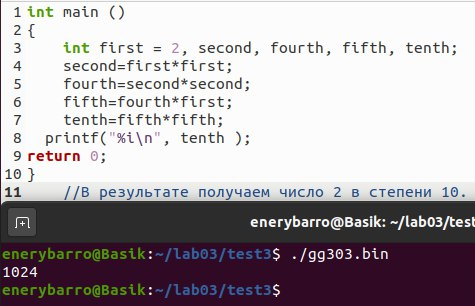 1 int main ()
2 {
3     int first = 2, second, fourth, fifth, tenth;
4     second=first*first;
5     fourth=second*second;
6     fifth=fourth*first;
7     tenth=fifth*fifth;
8   printf("%i\n", tenth );
9 return 0;
10 }
11     //В результате получаем число 2 в степени 10.
enerybarro@Basik: ~/lab03/test
enerybarro@Basik:~/lab03/test3$ ./gg303.bin
1024
enerybarro@Basik:~/lab03/test3$